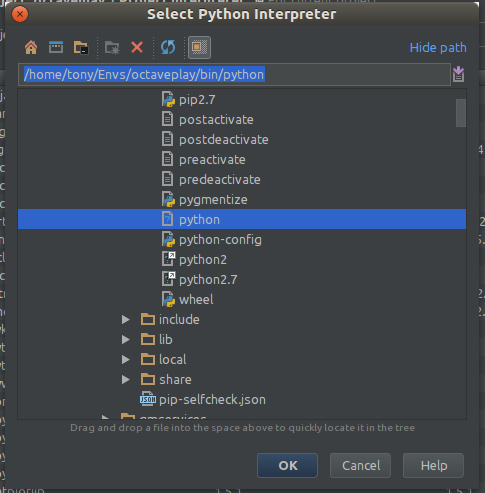 Select Python Interpreter
Hide path
/home/tony/Envs/octaveplay/bin/python
pip2.7
postactivate
postdeactivate
preactivate
predeactivate
pygmentize
python
python-config
python2
python2.7
wheel
include
lib
local
share
pip-selfcheck.json
Drag and drop a file into the space above to quickly locate it in the tree
OK
Cancel
Help